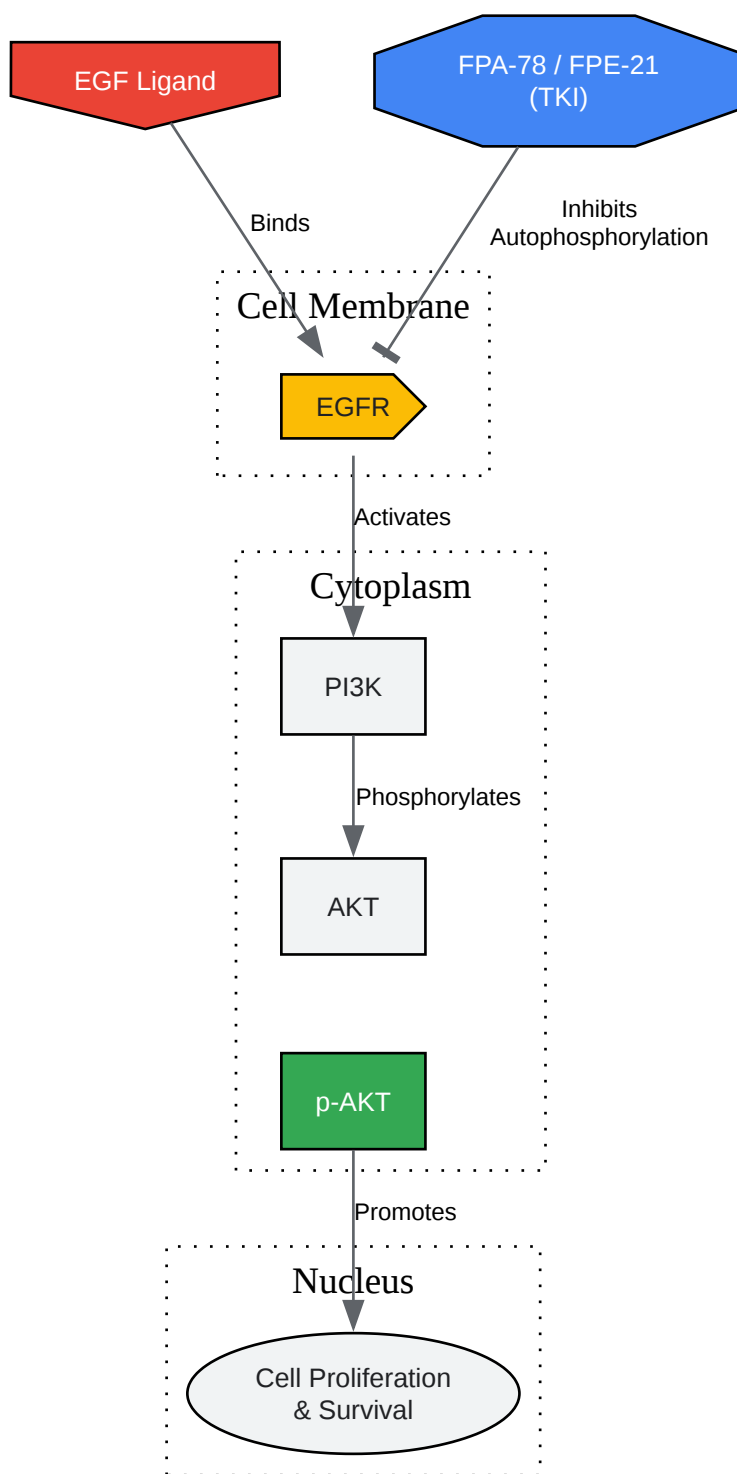 EGF Ligand
FPA-78 / FPE-21
(TKI)
Binds
Inhibits
Autophosphorylation
Cell Membrane
EGFR
Activates
Cytoplasm
PI3K
Phosphorylates
AKT
p-AKT
Promotes
Nucleus
Cell Proliferation
& Survival